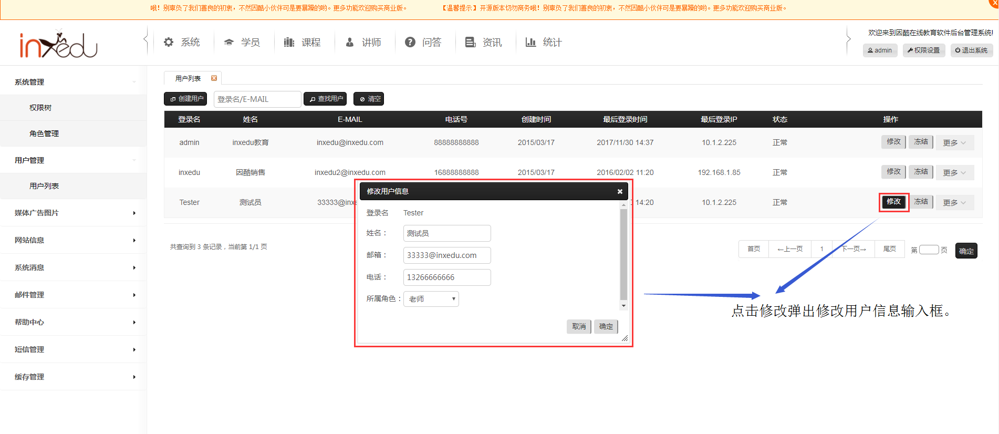 哦！别辜负了我们善良的初衷，不然因酷小伙伴可是要暴躁的哟。更多功能欢迎购买商业版。 【温馨提示】开源版本切勿商务哦！别辜负了我们善良的初衷，不然因酷小伙伴可是要暴躁的哟。更多功能欢迎购买商业版。
inxedu
系统 学员 课程 讲师 问答 资讯 统计
欢迎来到因酷在线教育软件后台管理系统!
admin 权限设置 退出系统
系统管理
权限树
角色管理
用户管理
用户列表
媒体广告图片
网站信息
系统消息
邮件管理
帮助中心
短信管理
缓存管理
用户列表
创建用户 登录名/E-MAIL 查找用户 清空
登录名 姓名 E-MAIL 电话号 创建时间 最后登录时间 最后登录IP 状态 操作
admin inxedu教育 inxedu@inxedu.com 88888888888 2015/03/17 2017/11/30 14:37 10.1.2.225 正常 修改 冻结 更多
inxedu 因酷销售 inxedu2@inxedu.com 16888888888 2015/03/17 2016/02/02 11:20 192.168.1.85 正常 修改 冻结 更多
Tester 测试员 33333@inxe 14:20 10.1.2.225 正常 修改 冻结 更多
修改用户信息
登录名 Tester
姓名： 测试员
邮箱： 33333@inxedu.com
电话： 13266666666
所属角色： 老师
取消 确定
共查询到 3 条记录，当前第 1/1 页
首页 ←上一页 1 下一页→ 尾页 第 页 确定
点击修改弹出修改用户信息输入框。